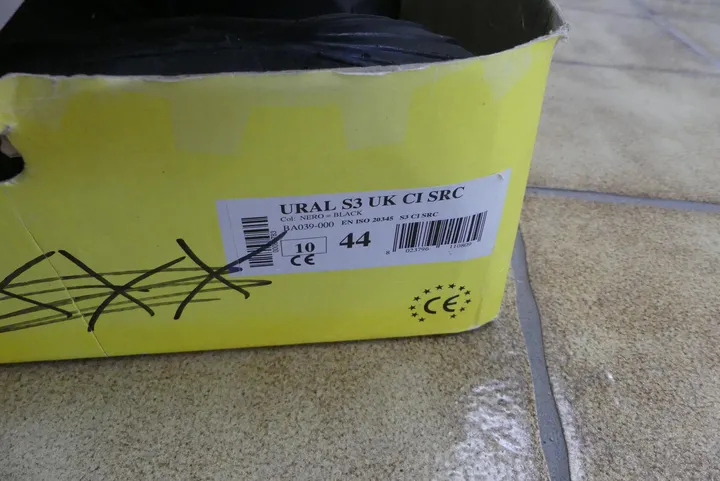 URAL S3 UK CI SRC
Col: NERO = BLACK
BA039-000 EN ISO 20345 S3 CI SRC
10 44
CE
CE